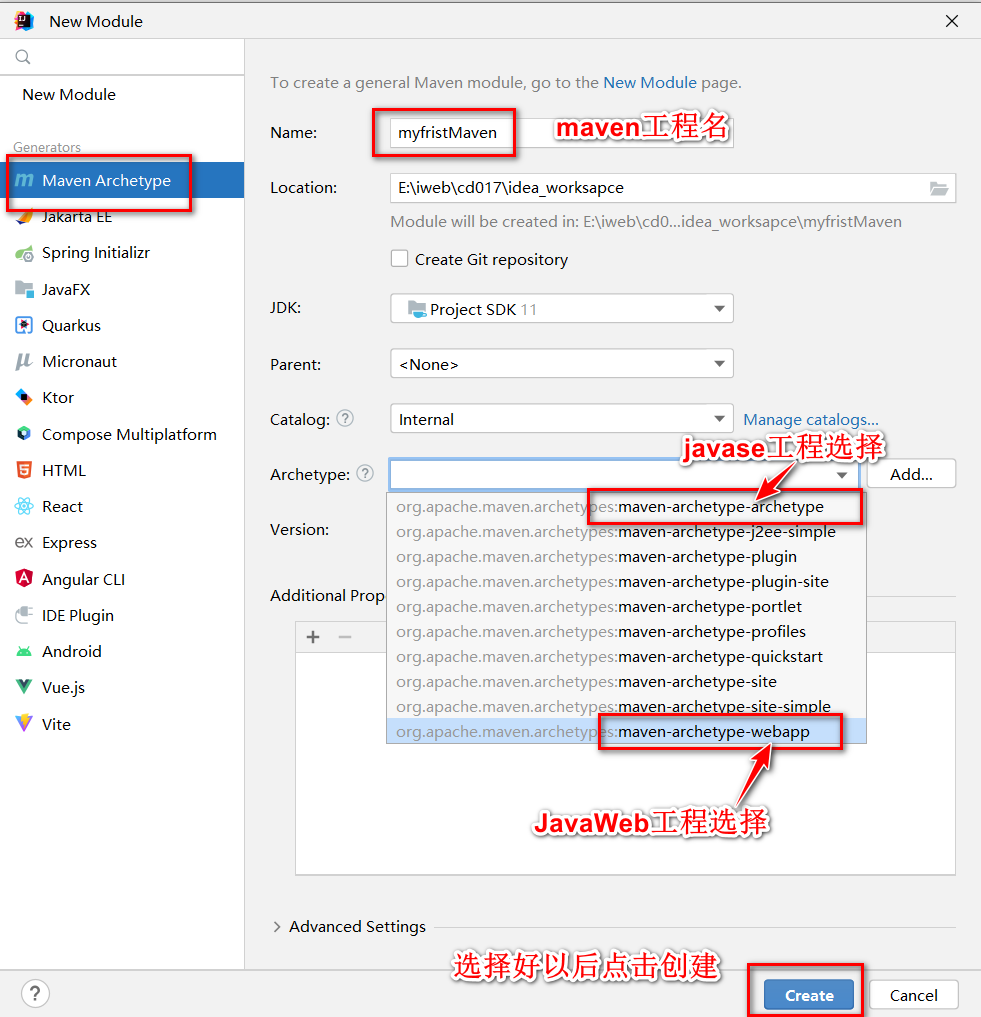 New Module
New Module
Generators
Maven Archetype
Jakarta EE
Spring Initializr
JavaFX
Quarkus
Micronaut
Ktor
Compose Multiplatform
HTML
React
Express
Angular CLI
IDE Plugin
Android
Vue.js
Vite
To create a general Maven module, go to the New Module page.
Name: myfristMaven maven工程名
Location: E:\iweb\cd017\idea_worksapce
Module will be created in: E:\iweb\cd0...idea_worksapce\myfristMaven
Create Git repository
JDK: Project SDK 11
Parent: <None>
Catalog: ? Internal Manage catalogs...
javase工程选择
Archetype: ? Add...
org.apache.maven.archetypes:maven-archetype-archetype
org.apache.maven.archetypes:maven-archetype-j2ee-simple
Version:
org.apache.maven.archetypes:maven-archetype-plugin
org.apache.maven.archetypes:maven-archetype-plugin-site
Additional Prop
org.apache.maven.archetypes:maven-archetype-portlet
org.apache.maven.archetypes:maven-archetype-profiles
org.apache.maven.archetypes:maven-archetype-quickstart
org.apache.maven.archetypes:maven-archetype-site
org.apache.maven.archetypes:maven-archetype-site-simple
org.apache.maven.archetypes:maven-archetype-webapp
JavaWeb工程选择
Advanced Settings
选择好以后点击创建
? Create Cancel